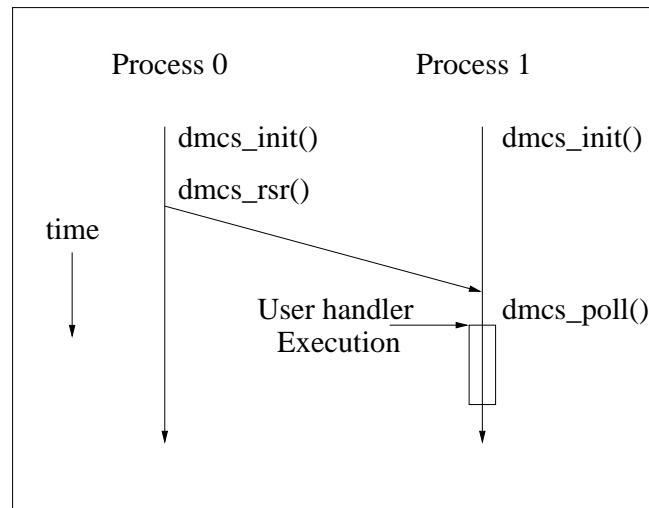 Process 0
Process 1
dmcs_init()
dmcs_init()
dmcs_rsr()
time
User handler
Execution
dmcs_poll()